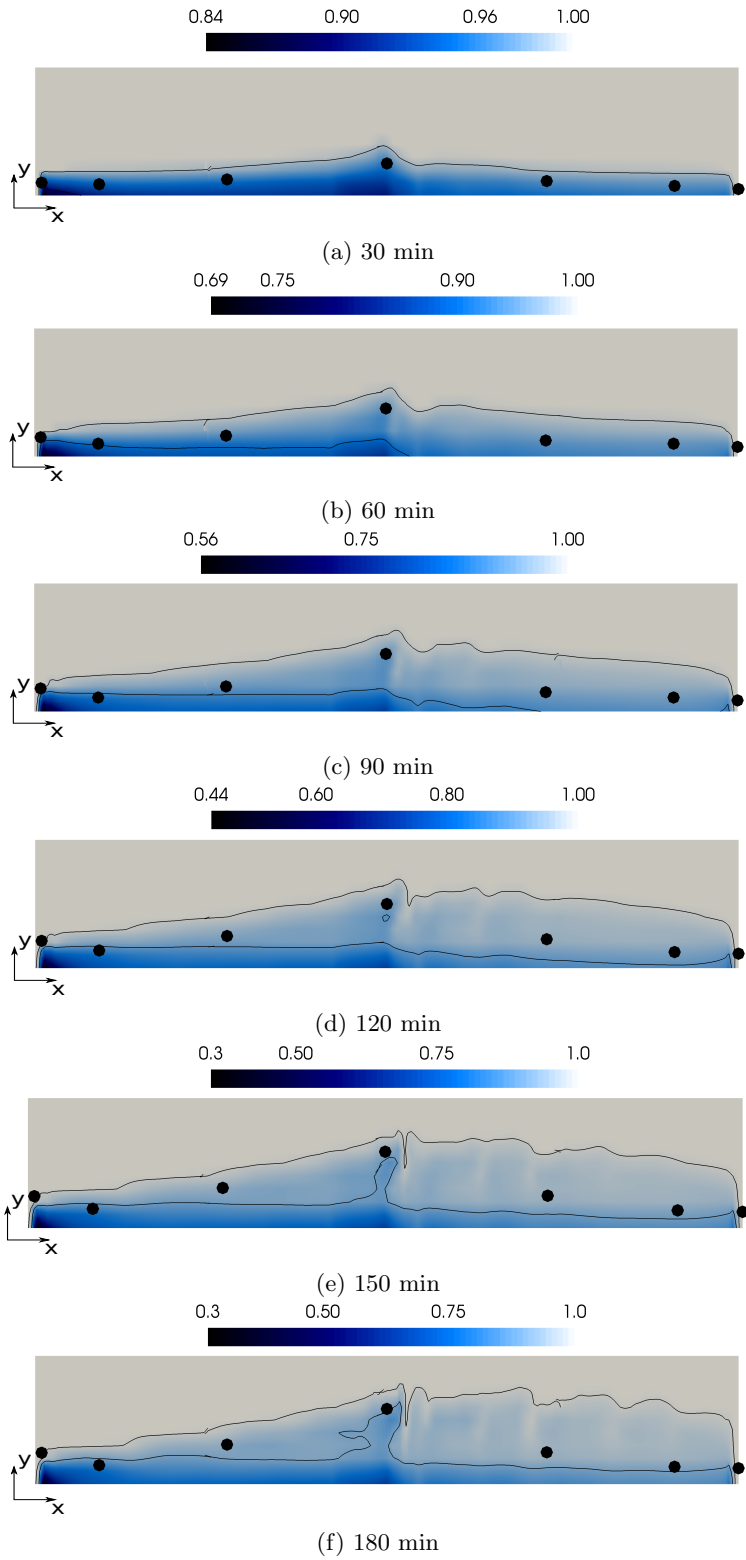 0.84 0.90 0.96 1.00
y
x
(a) 30 min
0.69 0.75 0.90 1.00
y
x
(b) 60 min
0.56 0.75 1.00
y
x
(c) 90 min
0.44 0.60 0.80 1.00
y
x
(d) 120 min
0.3 0.50 0.75 1.0
y
x
(e) 150 min
0.3 0.50 0.75 1.0
y
x
(f) 180 min